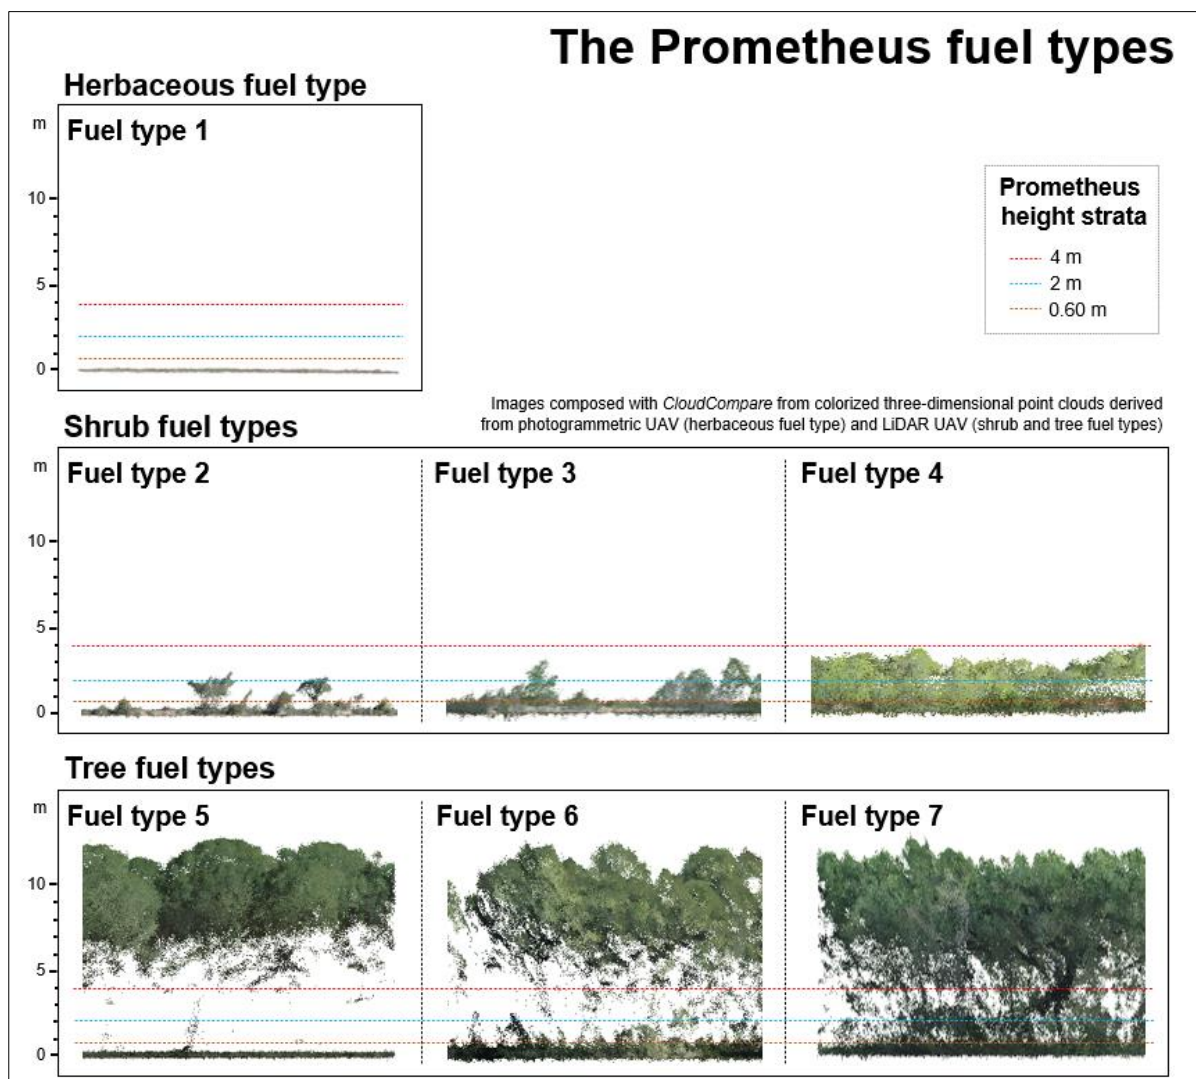 The Prometheus fuel types
Herbaceous fuel type
m
Fuel type 1
10
5
0
Prometheus
height strata
4 m
2 m
0.60 m
Images composed with CloudCompare from colorized three-dimensional point clouds derived
from photogrammetric UAV (herbaceous fuel type) and LiDAR UAV (shrub and tree fuel types)
Shrub fuel types
m
Fuel type 2
Fuel type 3
Fuel type 4
10
5
0
Tree fuel types
m
Fuel type 5
Fuel type 6
Fuel type 7
10
5
0